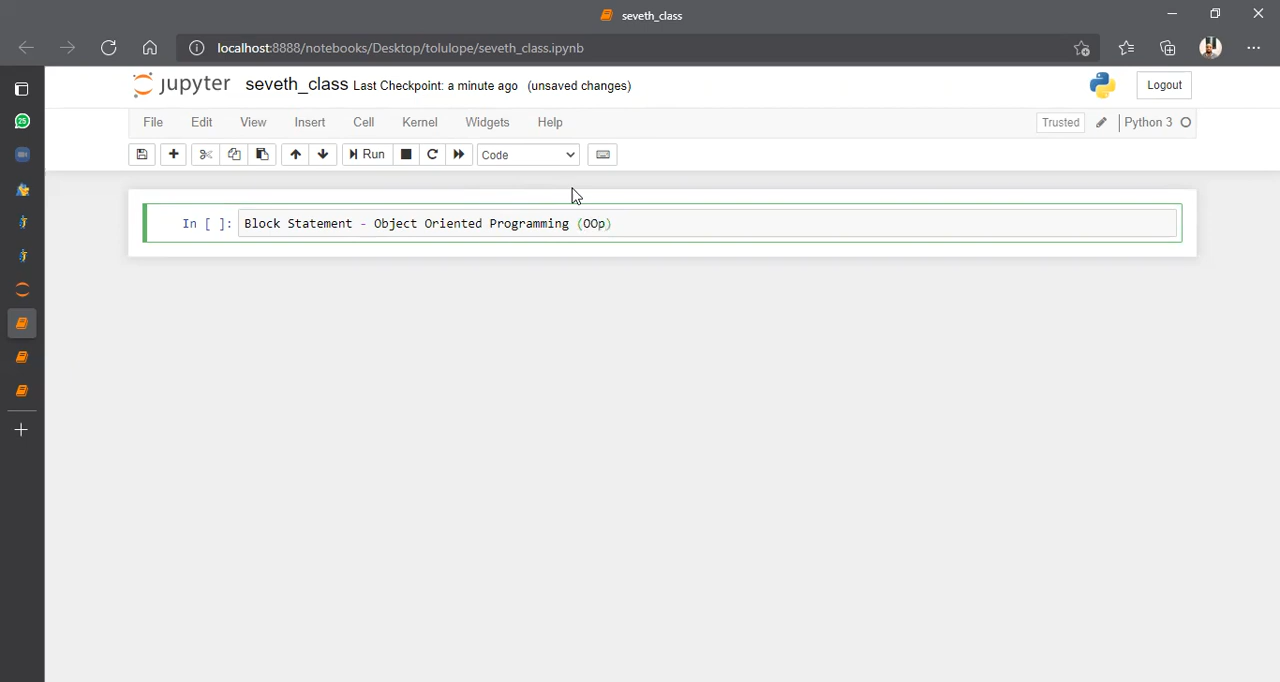 seveth_class
localhost:8888/notebooks/Desktop/tolulope/seveth_class.ipynb
jupyter seveth_class Last Checkpoint: a minute ago (unsaved changes) Logout
25
File Edit View Insert Cell Kernel Widgets Help Trusted Python 3
Run Code
In [ ]: Block Statement - Object Oriented Programming (OOp)